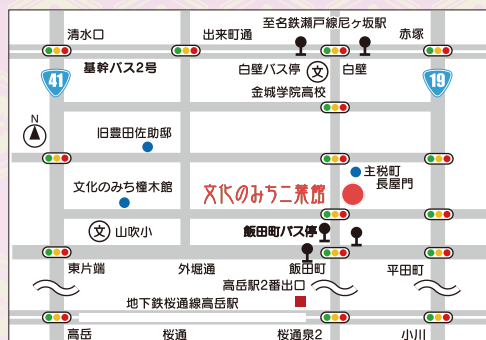 至名鉄瀬戸線尼ヶ坂駅
清水口
出来町通
赤塚
基幹バス2号
白壁バス停
文
白壁
41
19
金城学院高校
N
旧豊田佐助邸
主税町
長屋門
文化のみち橦木館
文化のみち二葉館
文
山吹小
飯田町バス停
東片端
外堀通
飯田町
平田町
高岳駅2番出口
地下鉄桜通線高岳駅
高岳
桜通
桜通泉2
小川